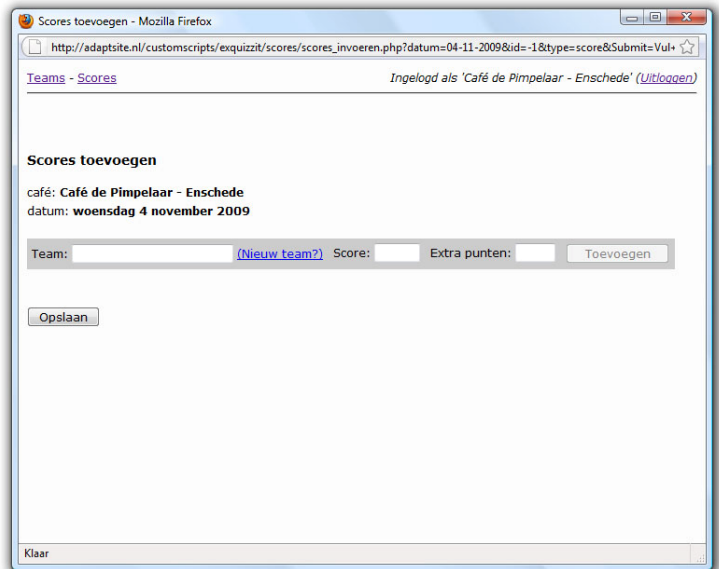 Scores toevoegen - Mozilla Firefox
http://adaptsite.nl/customscripts/exquizzit/scores/scores_invoeren.php?datum=04-11-2009&id=-1&type=score&Submit=Vul+
Teams - Scores Ingelogd als 'Café de Pimpelaar - Enschede' (Uitloggen)
Scores toevoegen
café: Café de Pimpelaar - Enschede
datum: woensdag 4 november 2009
Team: (Nieuw team?) Score: Extra punten: Toevoegen
Opslaan
Klaar